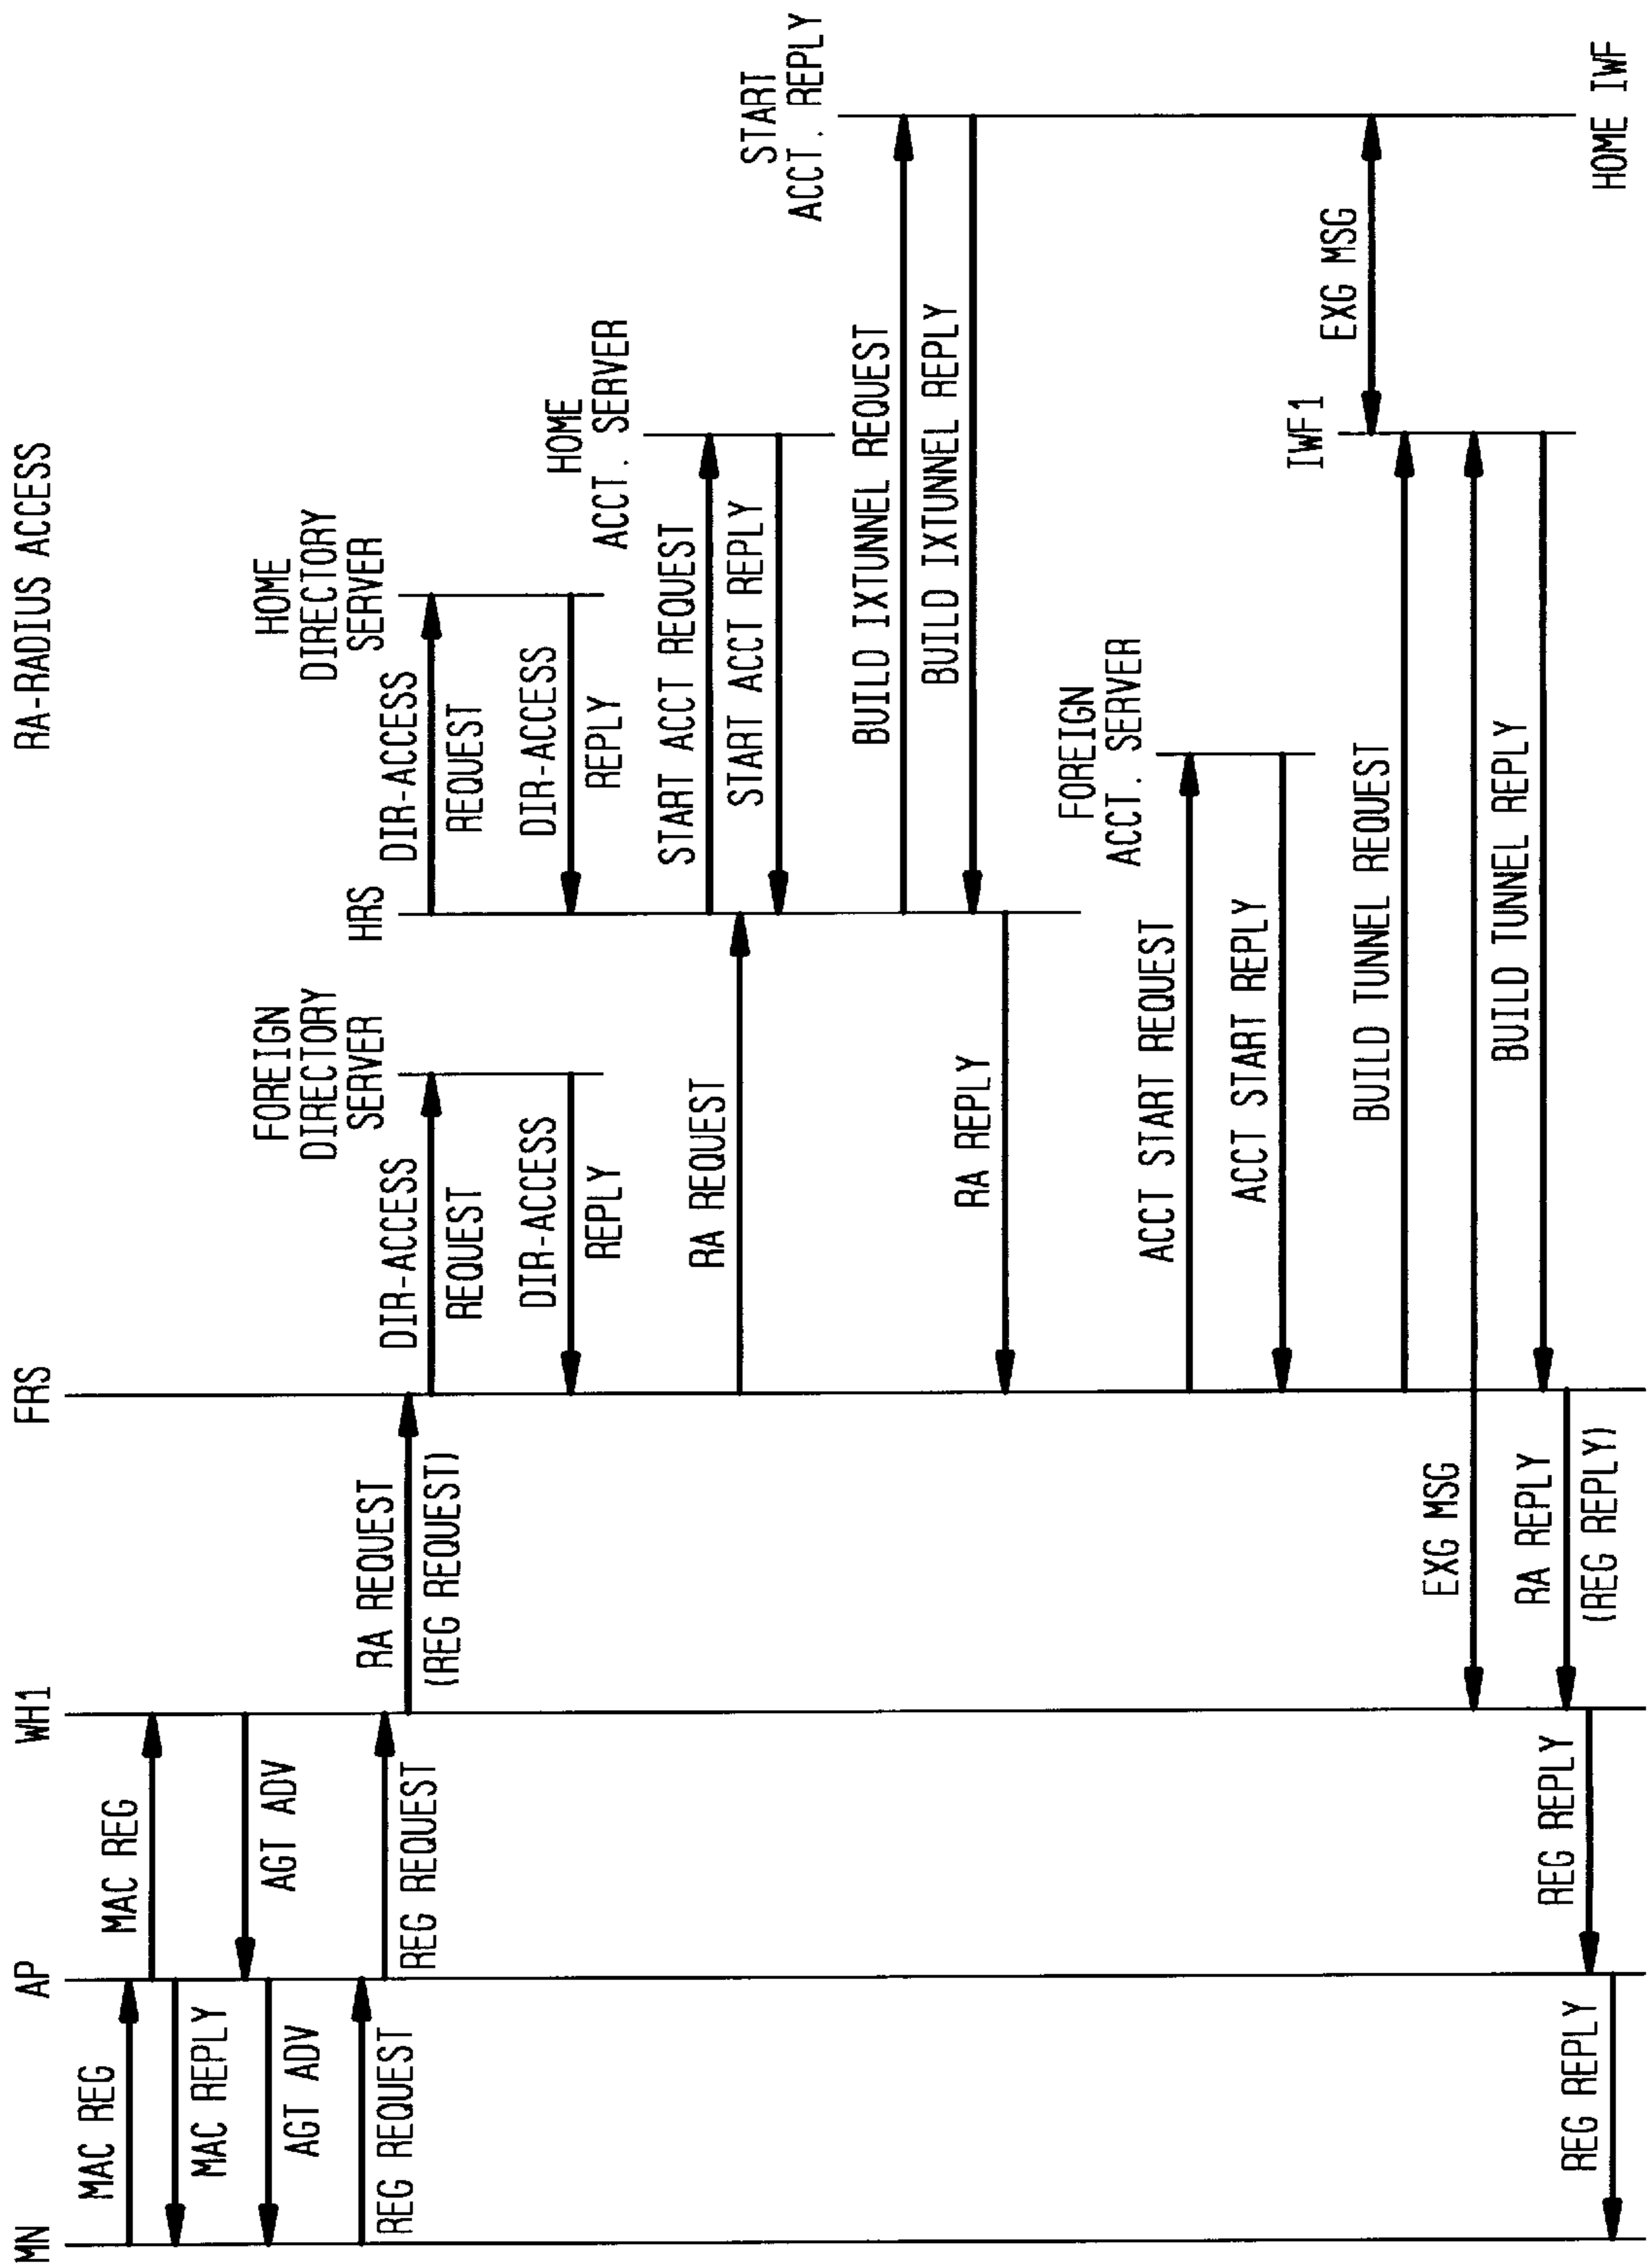 RA-RADIUS ACCESS
MN
AP
WH1
FRS
MAC REG
MAC REG
MAC REPLY
AGT ADV
AGT ADV
REG REQUEST
REG REQUEST
RA REQUEST
(REG REQUEST)
FOREIGN
DIRECTORY
SERVER
HRS
HOME
DIRECTORY
SERVER
DIR-ACCESS
REQUEST
DIR-ACCESS
REPLY
DIR-ACCESS
REQUEST
DIR-ACCESS
REPLY
HOME
ACCT. SERVER
RA REQUEST
START ACCT REQUEST
START ACCT REPLY
START
ACCT. REPLY
BUILD IXTUNNEL REQUEST
BUILD IXTUNNEL REPLY
RA REPLY
FOREIGN
ACCT. SERVER
ACCT START REQUEST
ACCT START REPLY
IWF1
EXG MSG
BUILD TUNNEL REQUEST
EXG MSG
BUILD TUNNEL REPLY
RA REPLY
(REG REPLY)
REG REPLY
REG REPLY
HOME IWF